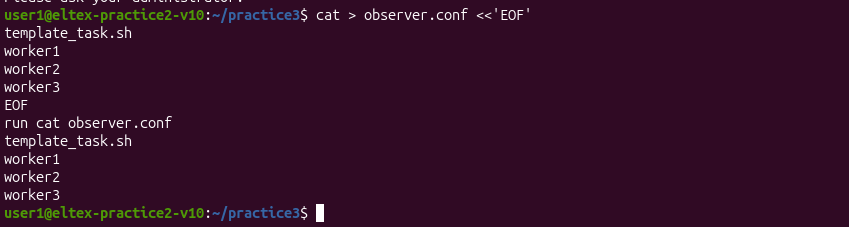 user1@eltex-practice2-v10:~/practice3$ cat > observer.conf <<'EOF'
template_task.sh
worker1
worker2
worker3
EOF
run cat observer.conf
template_task.sh
worker1
worker2
worker3
user1@eltex-practice2-v10:~/practice3$